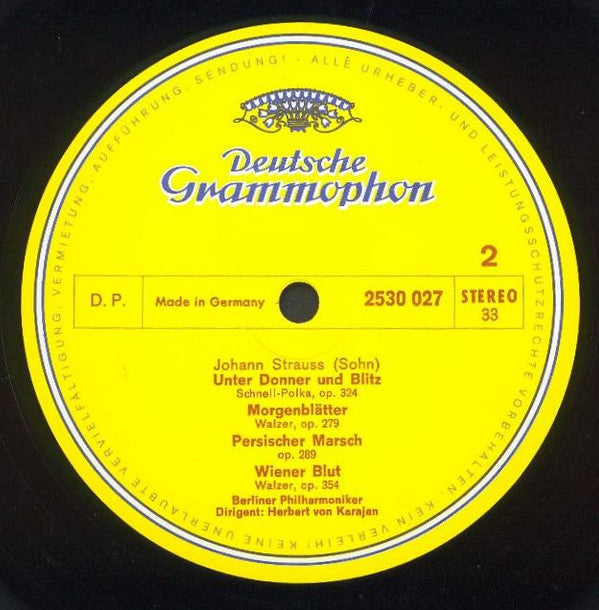 ALLE URHEBER- UND LEISTUNGSSCHUTZRECHTE VORBEHALTEN · KEIN VERLEIH! KEINE UNERLAUBTE VERVIELFÄLTIGUNG, VERMIETUNG, AUFFÜHRUNG, SENDUNG! ·
Deutsche
Grammophon
2
D. P.
Made in Germany
2530 027
STEREO
33
Johann Strauss (Sohn)
Unter Donner und Blitz
Schnell-Polka, op. 324
Morgenblätter
Walzer, op. 279
Persischer Marsch
op. 289
Wiener Blut
Walzer, op. 354
Berliner Philharmoniker
Dirigent: Herbert von Karajan